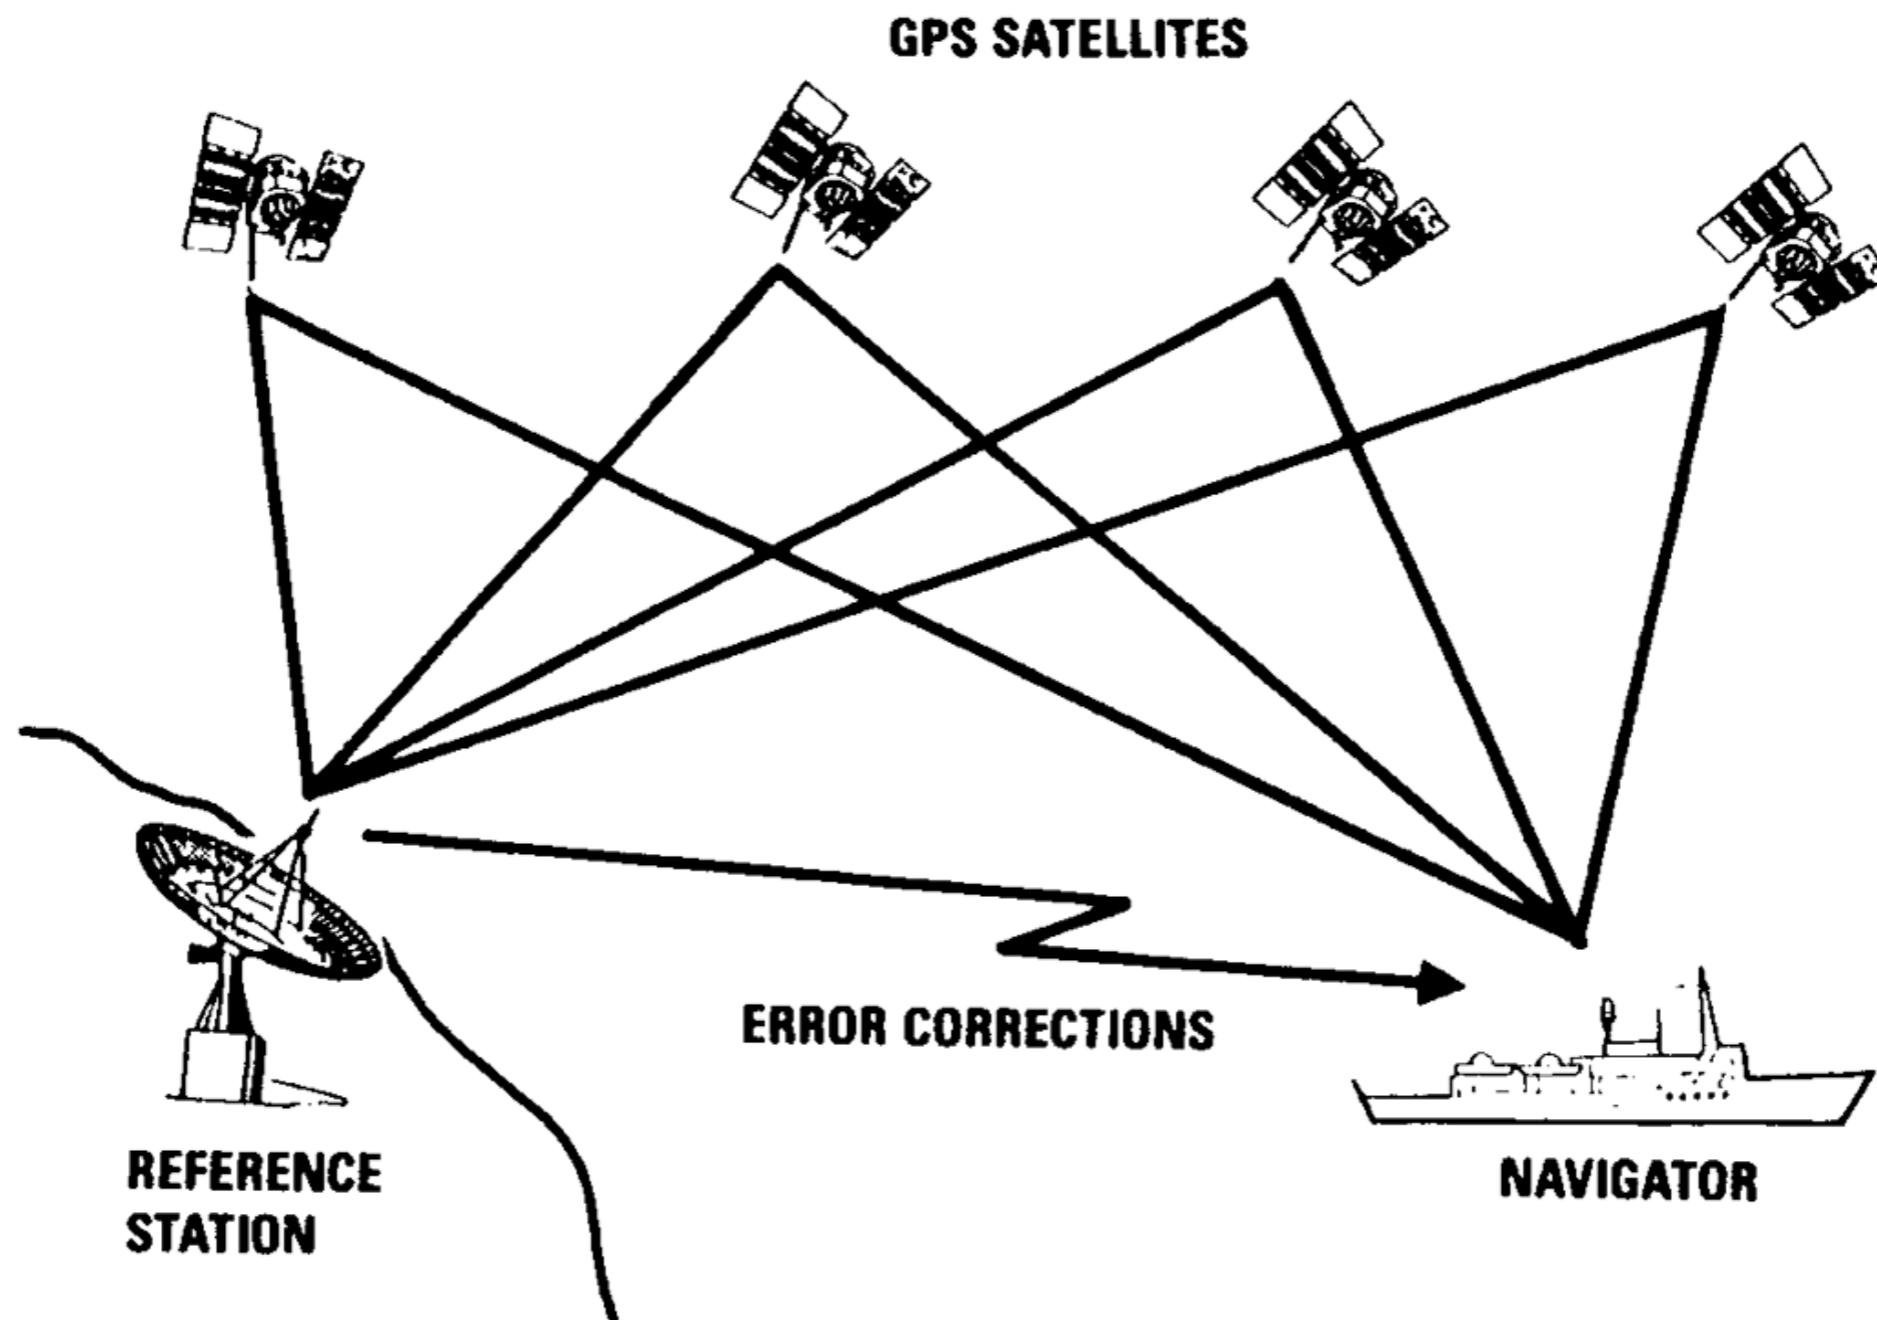 GPS SATELLITES
ERROR CORRECTIONS
REFERENCE
STATION
NAVIGATOR